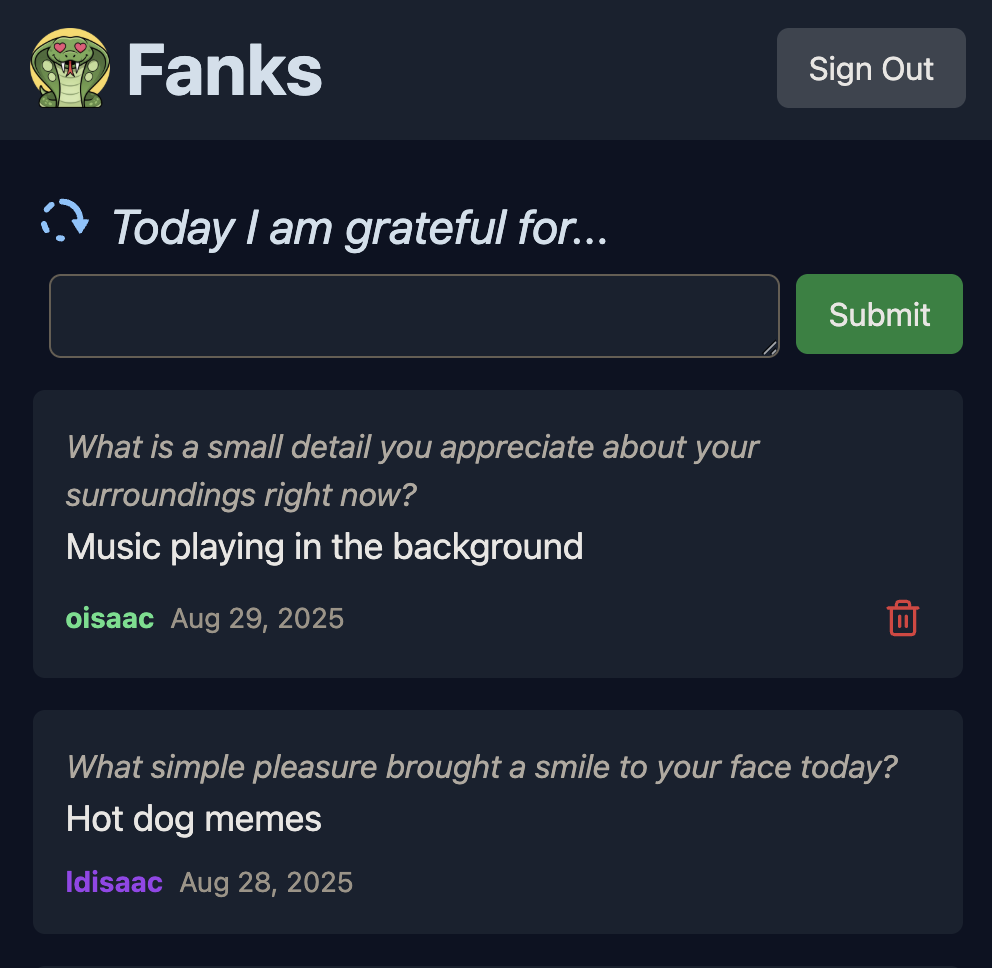 Fanks
Sign Out
Today I am grateful for...
Submit
What is a small detail you appreciate about your
surroundings right now?
Music playing in the background
oisaac Aug 29, 2025
What simple pleasure brought a smile to your face today?
Hot dog memes
ldisaac Aug 28, 2025